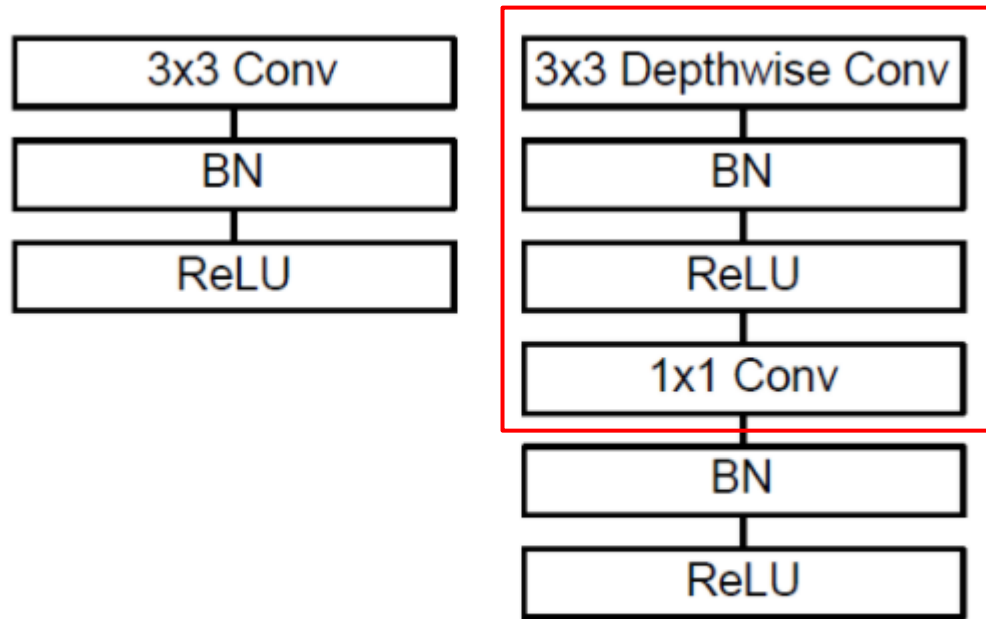 3x3 Conv
BN
ReLU
3x3 Depthwise Conv
BN
ReLU
1x1 Conv
BN
ReLU